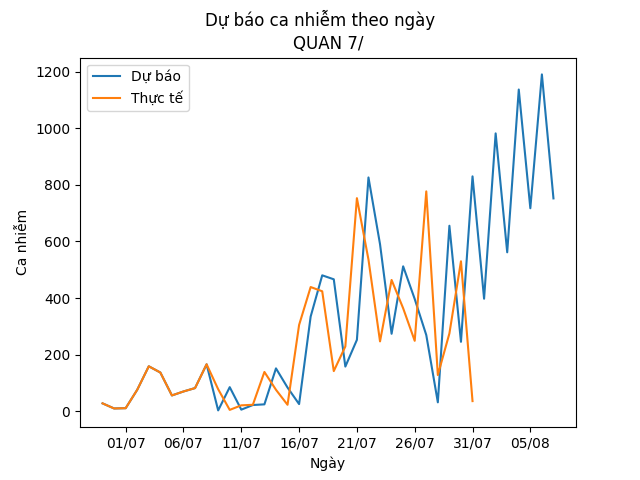 Dự báo ca nhiễm theo ngày
QUAN 7/
Dự báo
Thực tế
Ca nhiễm
1200
1000
800
600
400
200
0
01/07 06/07 11/07 16/07 21/07 26/07 31/07 05/08
Ngày